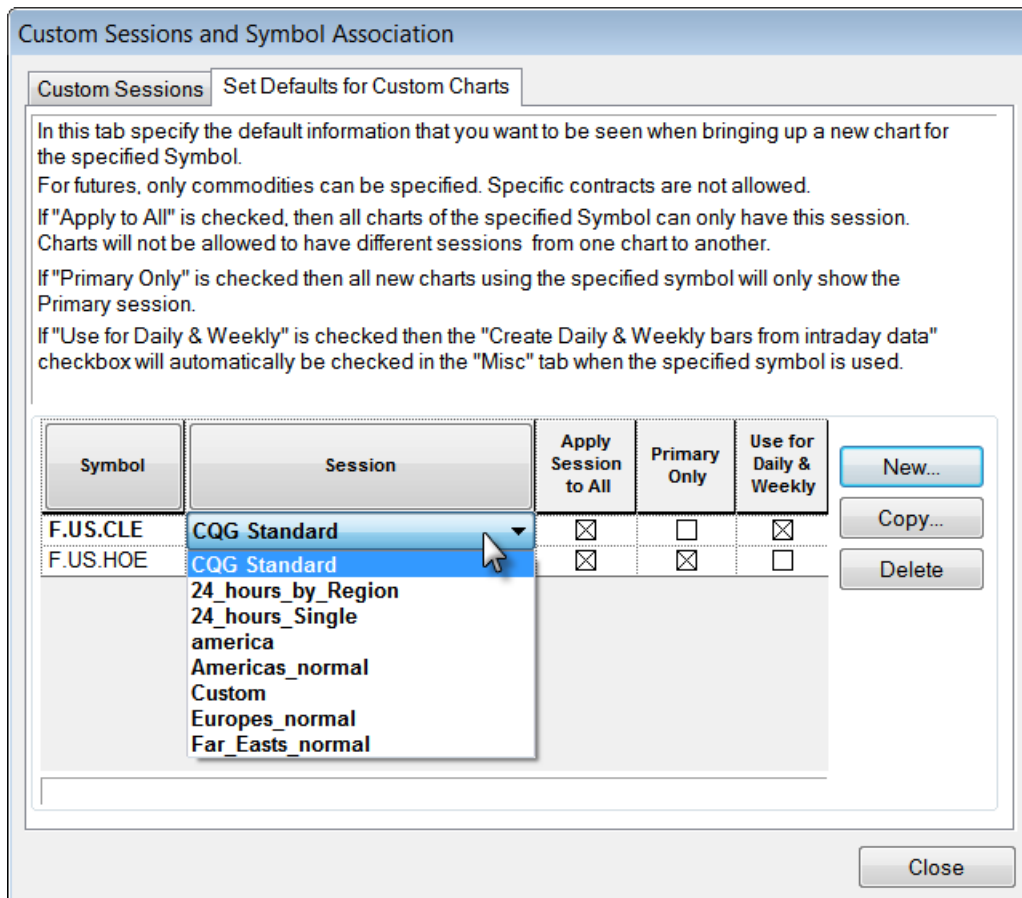 Custom Sessions and Symbol Association
Custom Sessions
Set Defaults for Custom Charts
In this tab specify the default information that you want to be seen when bringing up a new chart for
the specified Symbol.
For futures, only commodities can be specified. Specific contracts are not allowed.
If "Apply to All" is checked, then all charts of the specified Symbol can only have this session.
Charts will not be allowed to have different sessions from one chart to another.
If "Primary Only" is checked then all new charts using the specified symbol will only show the
Primary session.
If "Use for Daily & Weekly" is checked then the "Create Daily & Weekly bars from intraday data"
checkbox will automatically be checked in the "Misc" tab when the specified symbol is used.
Symbol
Session
Apply
Session
to All
Primary
Only
Use for
Daily &
Weekly
New...
F.US.CLE
CQG Standard
Copy...
F.US.HOE
CQG Standard
Delete
24_hours_by_Region
24_hours_Single
america
Americas_normal
Custom
Europes_normal
Far_Easts_normal
Close